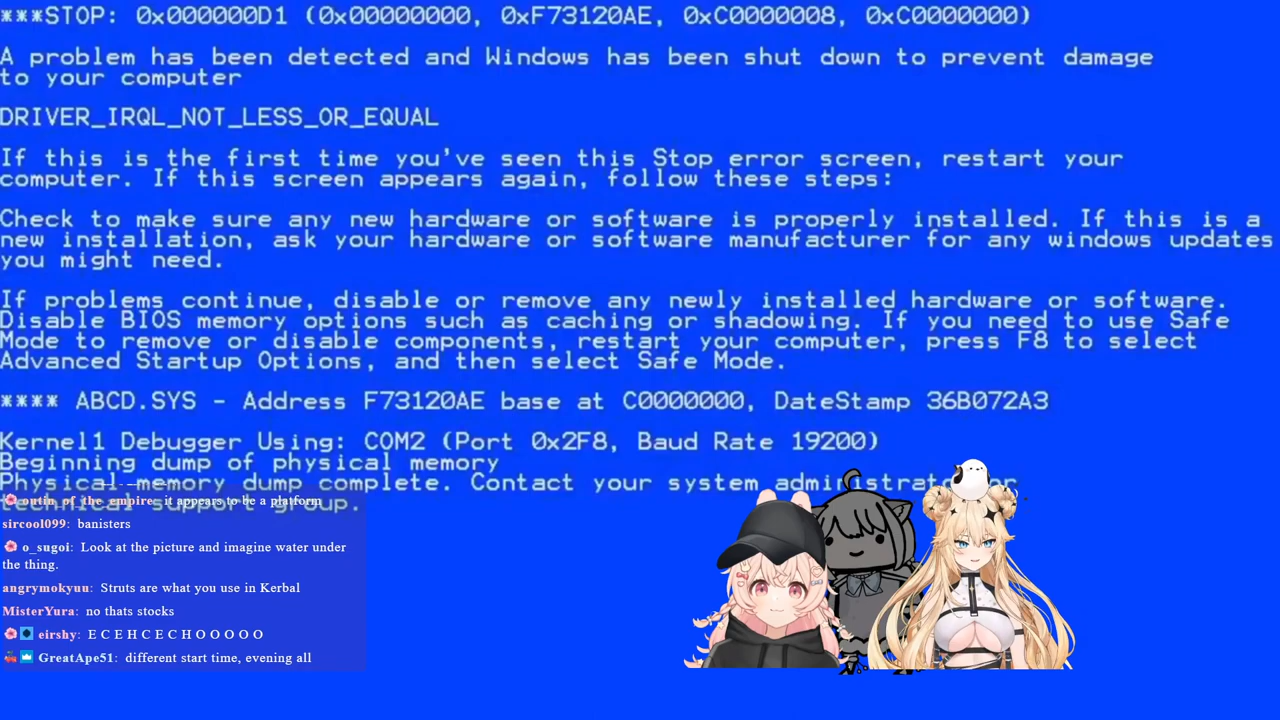 ***STOP: 0x000000D1 (0x00000000, 0xF73120AE, 0xC0000008, 0xC0000000)
A problem has been detected and Windows has been shut down to prevent damage
to your computer
DRIVER_IRQL_NOT_LESS_OR_EQUAL
If this is the first time you've seen this Stop error screen, restart your
computer. If this screen appears again, follow these steps:
Check to make sure any new hardware or software is properly installed. If this is a
new installation, ask your hardware or software manufacturer for any windows updates
you might need.
If problems continue, disable or remove any newly installed hardware or software.
Disable BIOS memory options such as caching or shadowing. If you need to use Safe
Mode to remove or disable components, restart your computer, press F8 to select
Advanced Startup Options, and then select Safe Mode.
**** ABCD.SYS - Address F73120AE base at C0000000, DateStamp 36B072A3
Kernel1 Debugger Using: COM2 (Port 0x2F8, Baud Rate 19200)
Beginning dump of physical memory
Physical memory dump complete. Contact your system
technical support group.
outin_of_the_empire: it appears to be a platform
sircool099: banisters
o_sugoi: Look at the picture and imagine water under
the thing.
angrymokyuu: Struts are what you use in Kerbal
MisterYura: no thats stocks
eirshy: E C E H C E C H O O O O O
GreatApe51: different start time, evening all